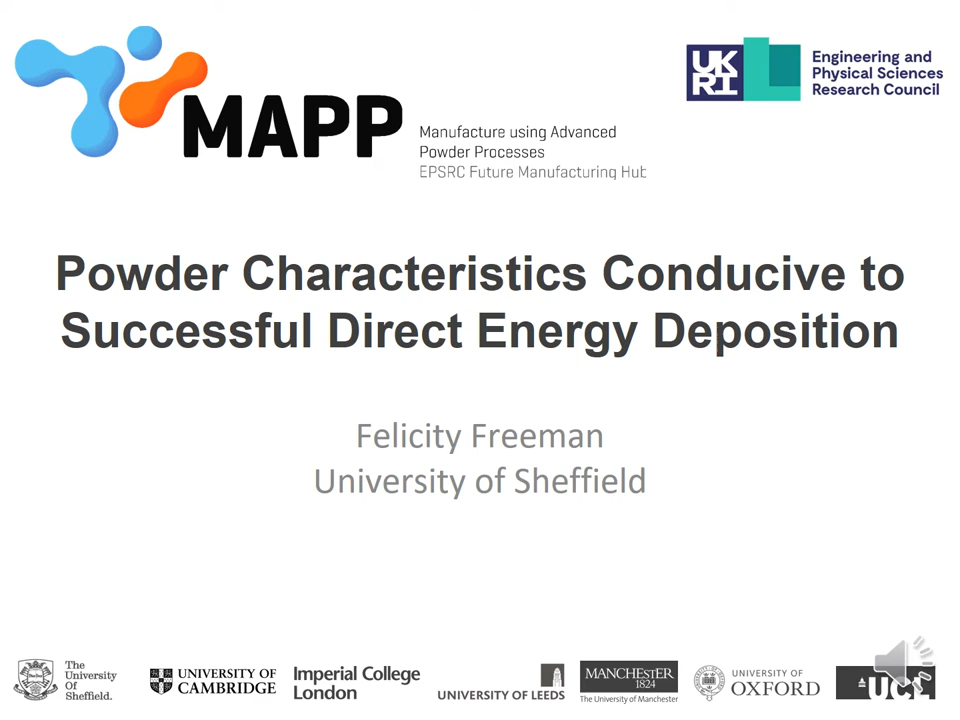 MAPP
Manufacture using Advanced
Powder Processes
EPSRC Future Manufacturing Hub
UK
RI
Engineering and
Physical Sciences
Research Council
Powder Characteristics Conducive to
Successful Direct Energy Deposition
Felicity Freeman
University of Sheffield
The
University
Of
Sheffield.
UNIVERSITY OF
CAMBRIDGE
Imperial College
London
UNIVERSITY OF LEEDS
MANCHESTER
1824
The University of Manchester
UNIVERSITY OF
OXFORD
UCL